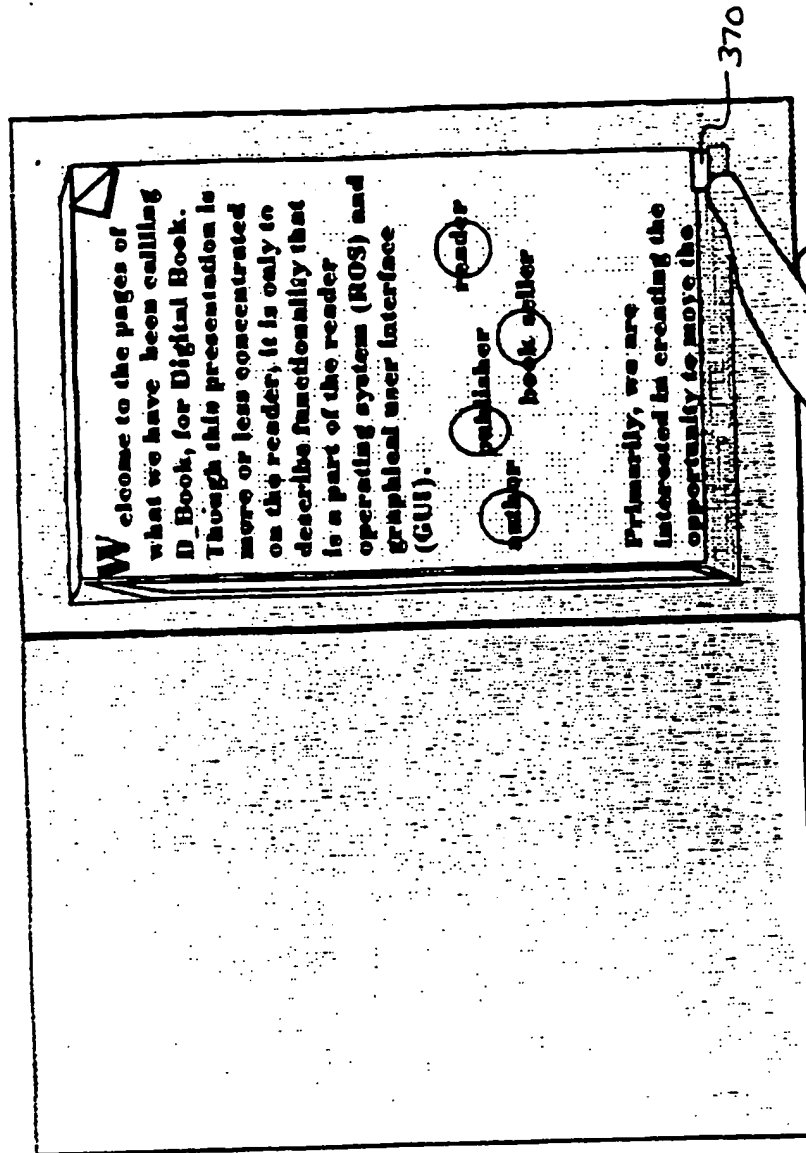 Welcome to the pages of
what we have been callling
D_Book, for Digital Book.
Though this presentation is
more or less concentrated
on the reader, it is only to
describe functionality that
is a part of the reader
operating system (ROS) and
graphical user interface
(GUI).
author
publisher
book seller
reader
Primarily, we are
interested in creating the
opportunity to move the
370